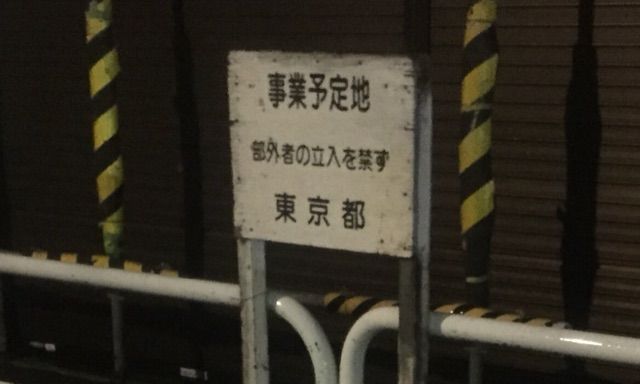 事業予定地
部外者の立入を禁ず
東京都